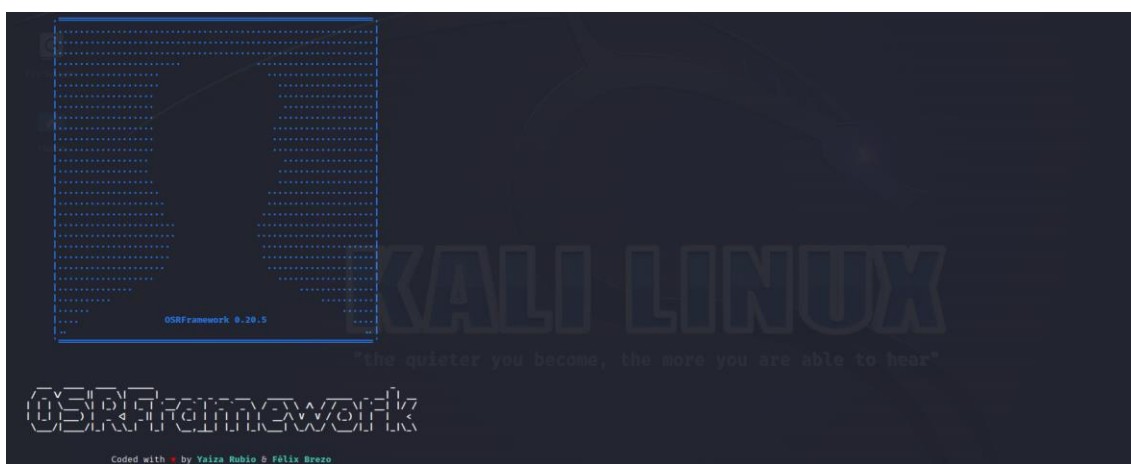 OSRFramework 0.20.5
KALI LINUX
"the quieter you become, the more you are able to hear"
OSRFramework
Coded with ♥ by Yaiza Rubio & Félix Brezo